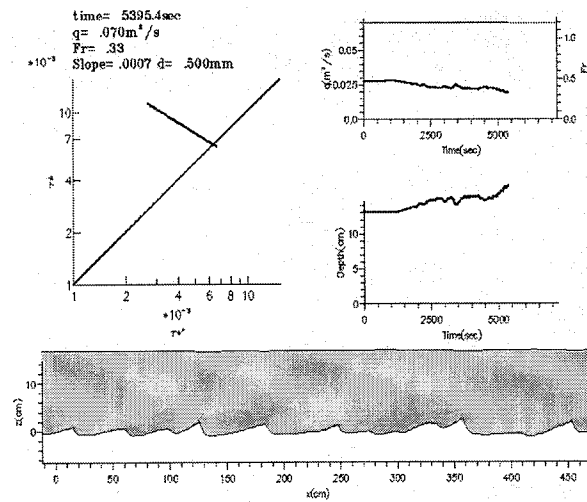 time= 5395.4sec
q= .070m²/s
Fr= .33
Slope= .0007 d= .500mm
*10⁻³
10
7
4
2
1
τ*
1 2 4 6 8 10
*10⁻³
τ*'
0.05
0.025
0.0
q(m²/s)
1.0
0.5
0.0
Fr
0 2500 5000
Time(sec)
10
5
0
Depth(cm)
0 2500 5000
Time(sec)
10
0
z(cm)
0 50 100 150 200 250 300 350 400 450
x(cm)